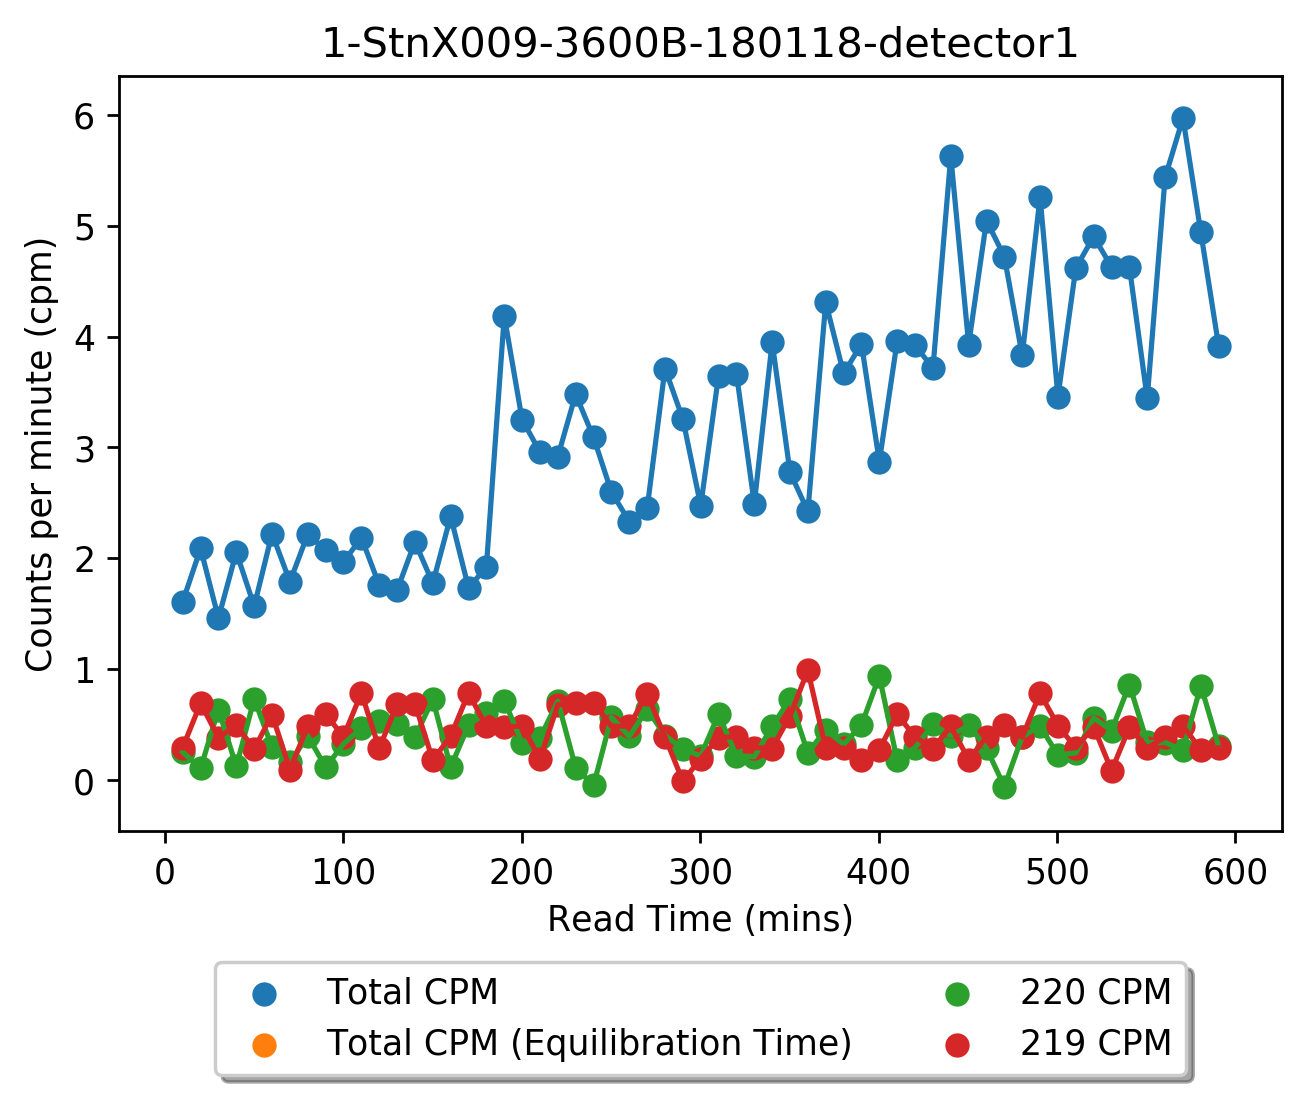 1-StnX009-3600B-180118-detector1
Counts per minute (cpm)
6
5
4
3
2
1
0
0 100 200 300 400 500 600
Read Time (mins)
Total CPM
Total CPM (Equilibration Time)
220 CPM
219 CPM